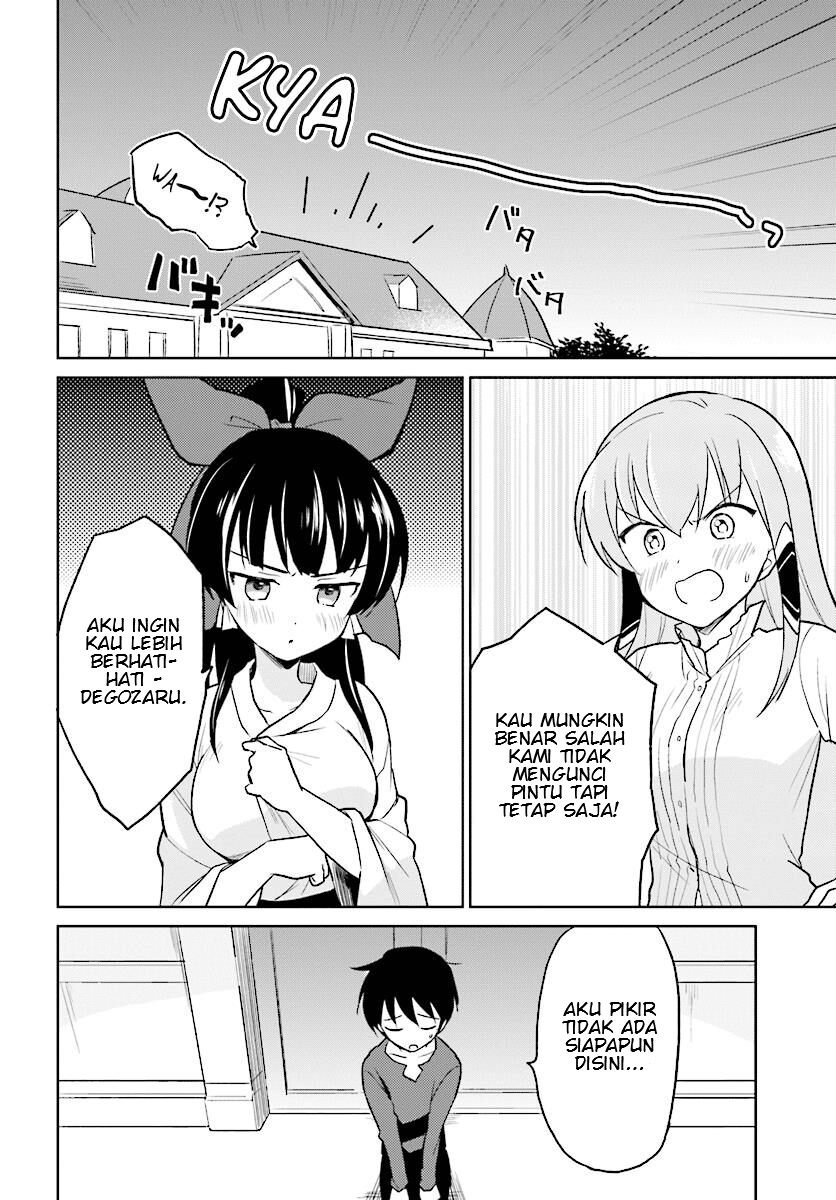 KYA
WA—!?
バタ
バタ
バキッ
KAU MUNGKIN
BENAR SALAH
KAMI TIDAK
MENGUNCI
PINTU TAPI
TETAP SAJA!
AKU INGIN
KAU LEBIH
BERHATI-
HATI -
DEGOZARU.
AKU PIKIR
TIDAK ADA
SIAPAPUN
DISINI...